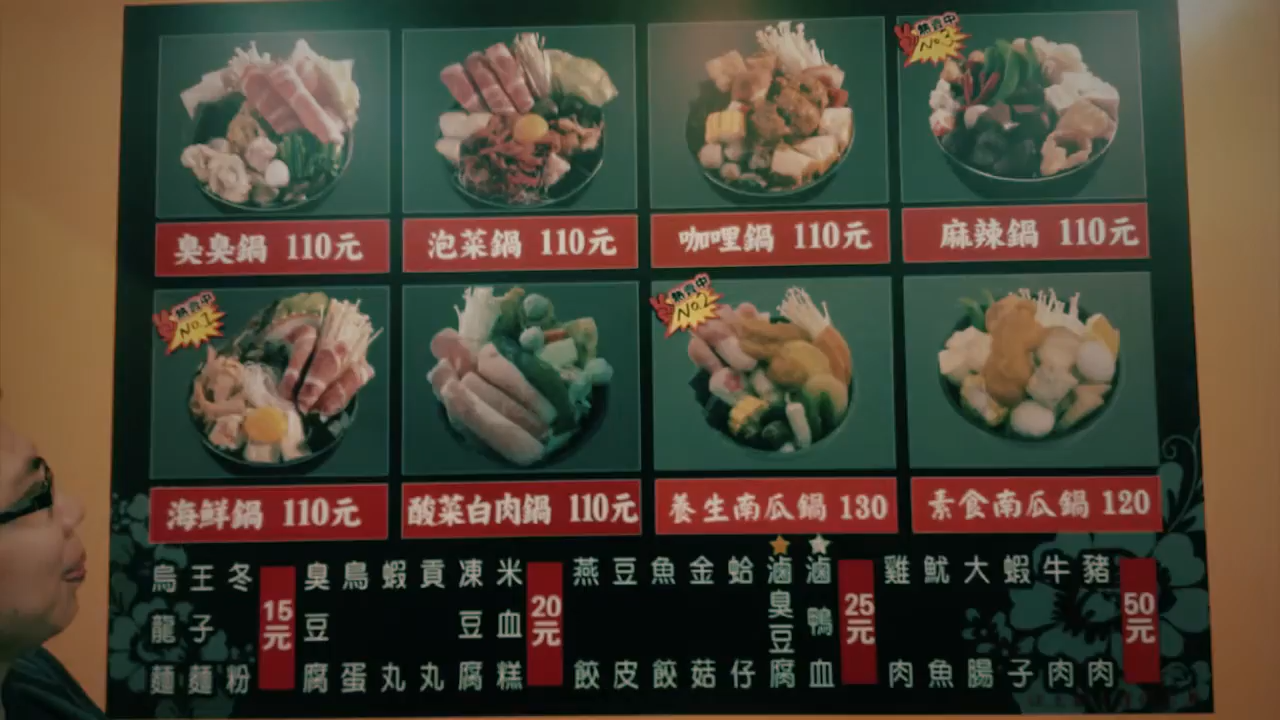 熱賣中
No.3
臭臭鍋 110元
泡菜鍋 110元
咖哩鍋 110元
麻辣鍋 110元
熱賣中
No.1
熱賣中
No.2
海鮮鍋 110元
酸菜白肉鍋 110元
養生南瓜鍋 130
素食南瓜鍋 120
50元
豬肉
牛肉
蝦子
大腸
魷魚
雞肉
25元
滷鴨血
滷臭豆腐
蛤仔
金菇
魚餃
豆皮
燕餃
20元
米血糕
凍豆腐
貢丸
蝦丸
鳥蛋
臭豆腐
15元
冬粉
王子麵
烏龍麵